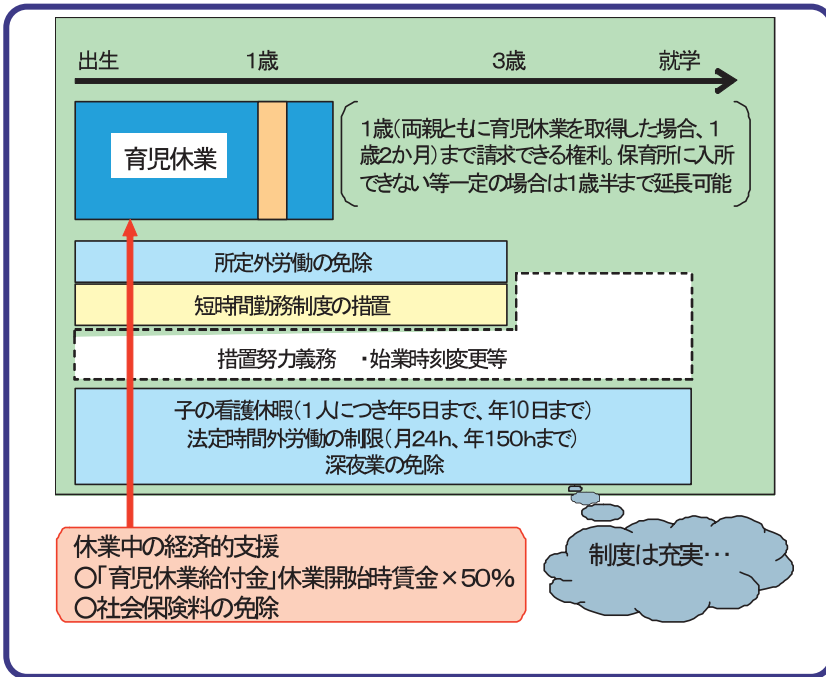 出生 1歳 3歳 就学
育児休業
1歳(両親ともに育児休業を取得した場合、1
歳2か月)まで請求できる権利。保育所に入所
できない等一定の場合は1歳半まで延長可能
所定外労働の免除
短時間勤務制度の措置
措置努力義務 ・始業時刻変更等
子の看護休暇(1人につき年5日まで、年10日まで)
法定時間外労働の制限(月24h、年150hまで)
深夜業の免除
休業中の経済的支援
○「育児休業給付金」休業開始時賃金×50%
○社会保険料の免除
制度は充実…